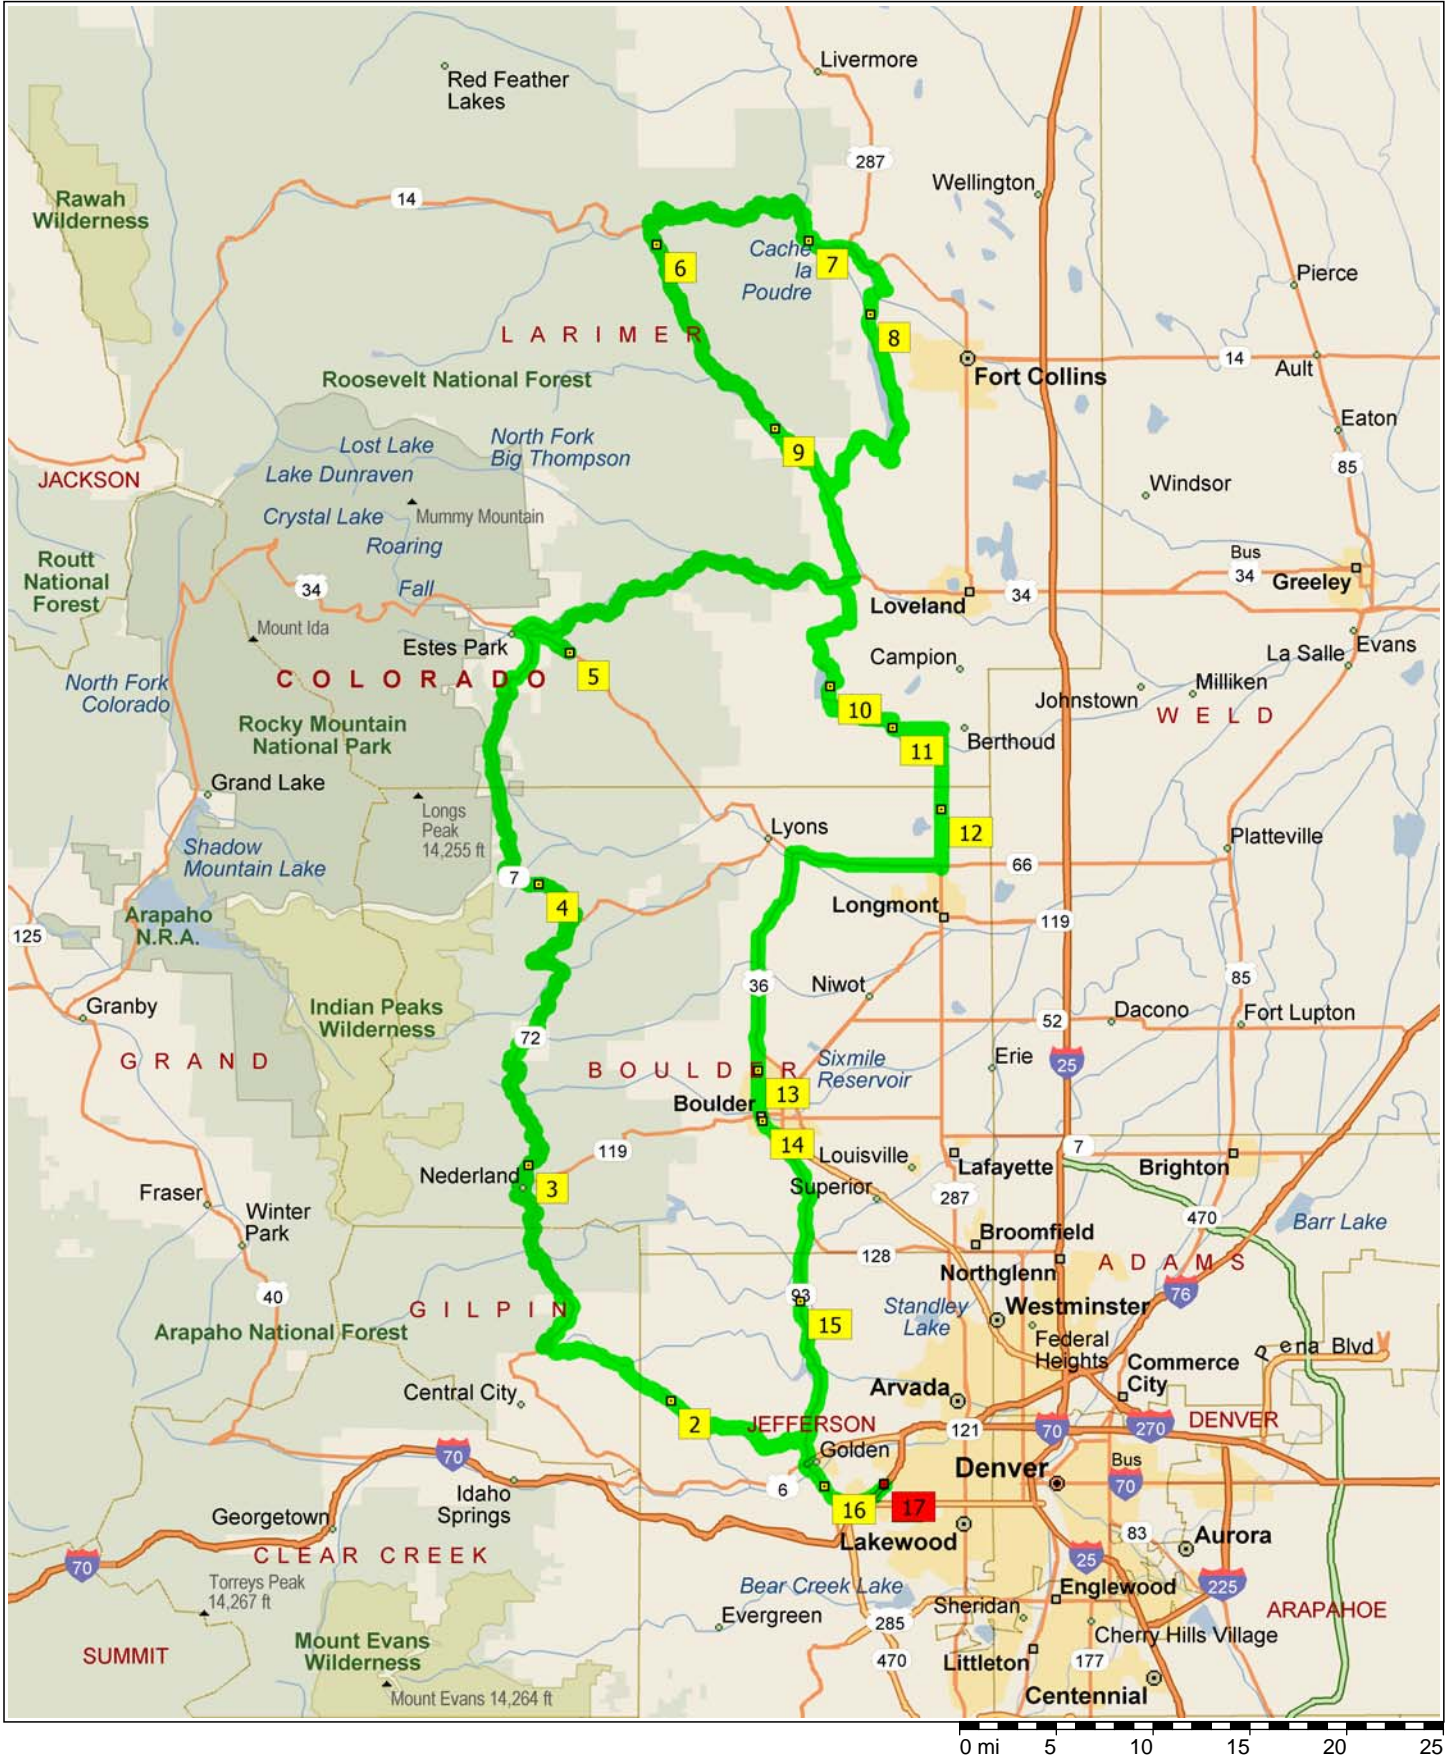 Livermore
Red Feather
Lakes
287
Wellington
14
Rawah
Wilderness
Cache
la
Poudre
7
6
Pierce
8
L A R I M E R
14
Ault
Roosevelt National Forest
Fort Collins
Eaton
Lost Lake
North Fork
Big Thompson
9
85
Lake Dunraven
JACKSON
Windsor
Crystal Lake
Mummy Mountain
Roaring
Routt
National
Forest
Bus
34
Greeley
Fall
34
Loveland
34
Mount Ida
Estes Park
Evans
La Salle
Campion
C O L O R A D O
5
North Fork
Colorado
Johnstown
Milliken
10
W E L D
Rocky Mountain
National Park
11
Berthoud
Grand Lake
Longs
Peak
14,255 ft
Lyons
12
Platteville
Shadow
Mountain Lake
66
7
4
Longmont
Arapaho
N.R.A.
119
125
85
36
Niwot
Granby
Indian Peaks
Wilderness
52
Dacono
Fort Lupton
72
G R A N D
B O U L D E R
Sixmile
Reservoir
Erie
25
13
Boulder
14
119
7
Louisville
Lafayette
Brighton
Nederland
3
Superior
Fraser
287
Winter
Park
470
Barr Lake
Broomfield
128
A D A M S
Northglenn
40
93
76
G I L P I N
Standley
Lake
Westminster
15
Arapaho National Forest
Federal
Heights
Pena Blvd
Commerce
City
Central City
Arvada
2
JEFFERSON
DENVER
121
70
270
Golden
70
Denver
Bus
70
6
Idaho
Springs
16
17
Georgetown
Lakewood
83
Aurora
C L E A R C R E E K
70
25
Torreys Peak
14,267 ft
Bear Creek Lake
Englewood
225
Sheridan
ARAPAHOE
Evergreen
285
Cherry Hills Village
Mount Evans
Wilderness
SUMMIT
470
Littleton
177
Mount Evans 14,264 ft
Centennial
0 mi 5 10 15 20 25